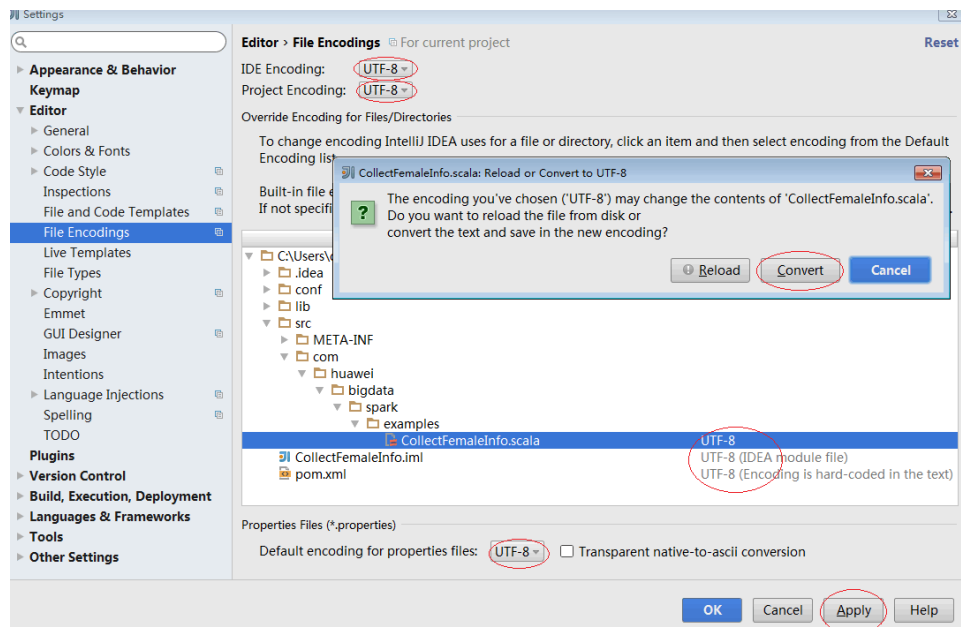 Settings
Editor › File Encodings For current project Reset
Appearance & Behavior
Keymap
Editor
General
Colors & Fonts
Code Style
Inspections
File and Code Templates
File Encodings
Live Templates
File Types
Copyright
Emmet
GUI Designer
Images
Intentions
Language Injections
Spelling
TODO
Plugins
Version Control
Build, Execution, Deployment
Languages & Frameworks
Tools
Other Settings
IDE Encoding: UTF-8
Project Encoding: UTF-8
Override Encoding for Files/Directories
To change encoding IntelliJ IDEA uses for a file or directory, click an item and then select encoding from the Default
Encoding list
Built-in file
If not specifi
CollectFemaleInfo.scala: Reload or Convert to UTF-8
The encoding you've chosen ('UTF-8') may change the contents of 'CollectFemaleInfo.scala'.
Do you want to reload the file from disk or
convert the text and save in the new encoding?
Reload Convert Cancel
C:\Users\
.idea
conf
lib
src
META-INF
com
huawei
bigdata
spark
examples
CollectFemaleInfo.scala UTF-8
CollectFemaleInfo.iml UTF-8 (IDEA module file)
pom.xml UTF-8 (Encoding is hard-coded in the text)
Properties Files (*.properties)
Default encoding for properties files: UTF-8 Transparent native-to-ascii conversion
OK Cancel Apply Help